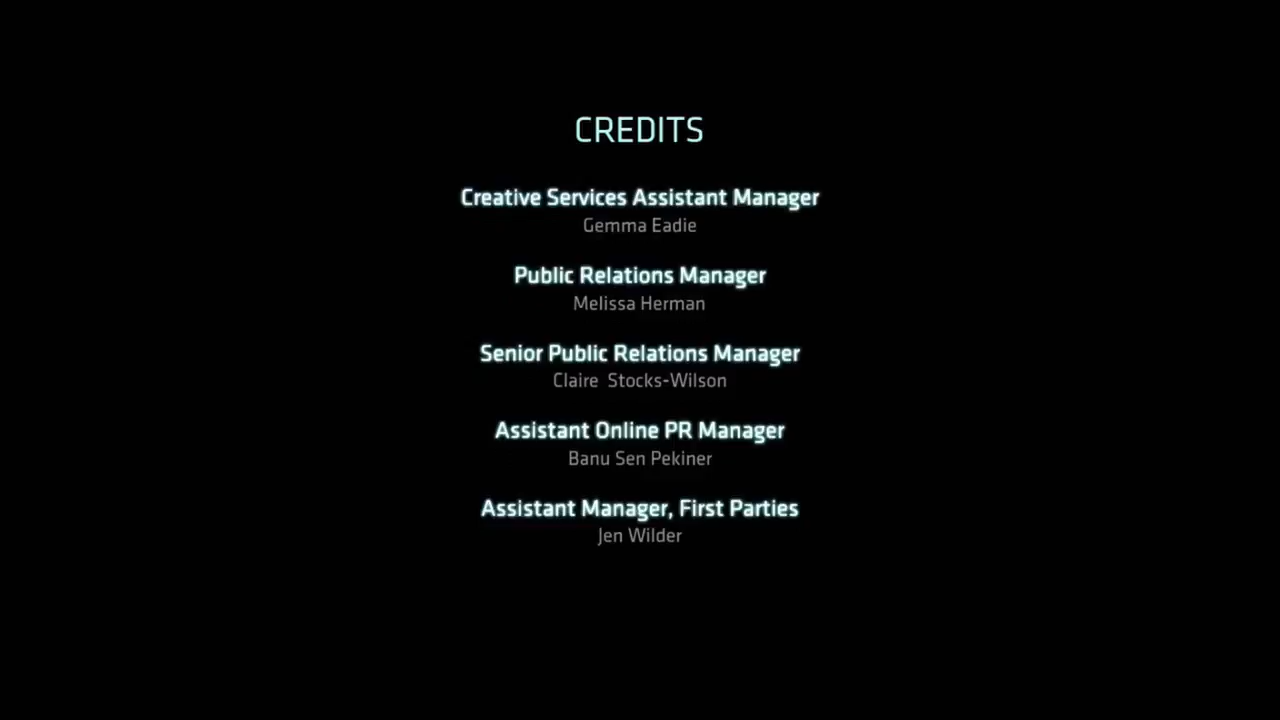 CREDITS
Creative Services Assistant Manager
Gemma Eadie
Public Relations Manager
Melissa Herman
Senior Public Relations Manager
Claire  Stocks-Wilson
Assistant Online PR Manager
Banu Sen Pekiner
Assistant Manager, First Parties
Jen Wilder